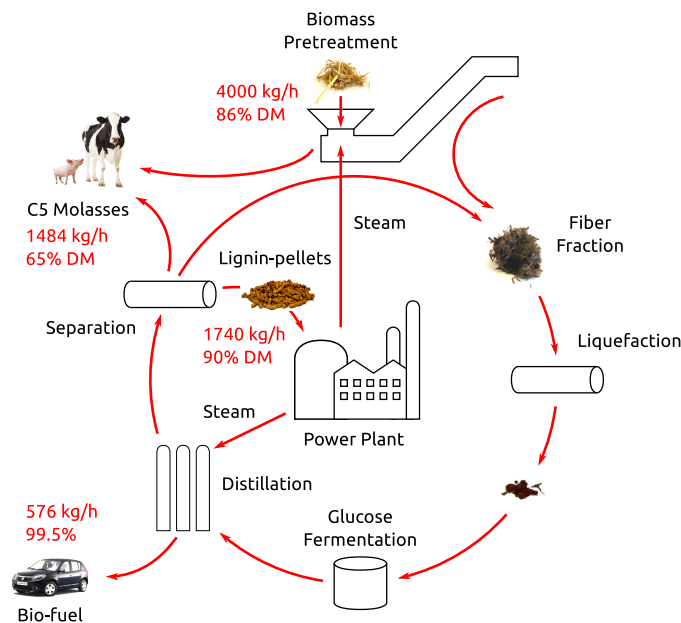 Biomass
Pretreatment
4000 kg/h
86% DM
C5 Molasses
1484 kg/h
65% DM
Steam
Fiber
Fraction
Lignin-pellets
Separation
1740 kg/h
90% DM
Liquefaction
Steam
Power Plant
Distillation
576 kg/h
99.5%
Glucose
Fermentation
Bio-fuel